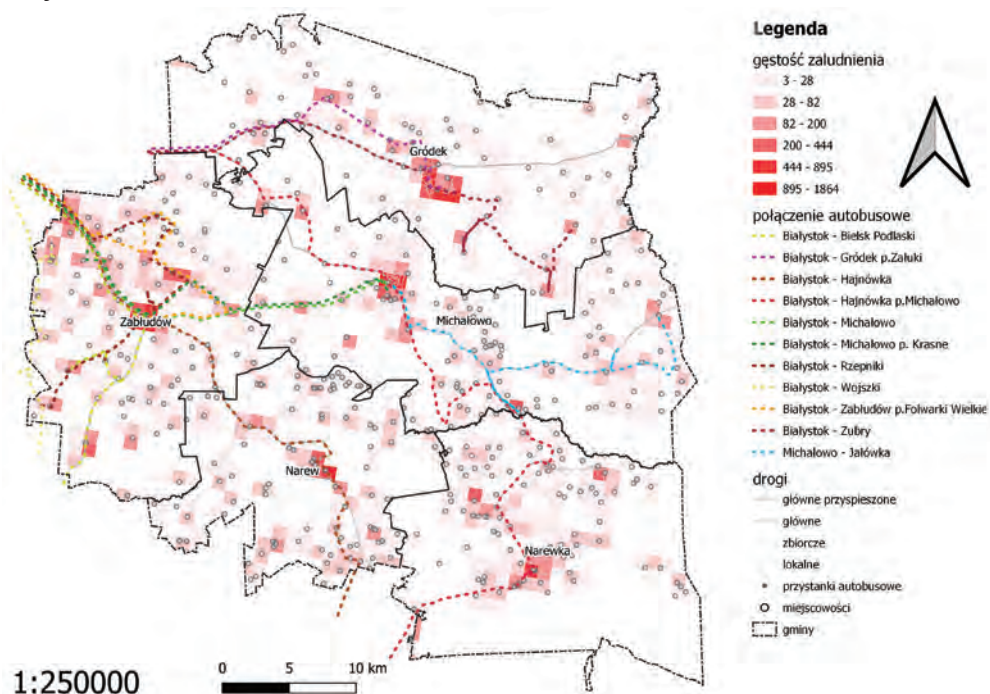 Legenda
gęstość zaludnienia
3 - 28
28 - 82
82 - 200
200 - 444
444 - 895
895 - 1864
połączenie autobusowe
Białystok - Bielsk Podlaski
Białystok - Gródek p.Załuki
Białystok - Hajnówka
Białystok - Hajnówka p.Michałowo
Białystok - Michałowo
Białystok - Michałowo p. Krasne
Białystok - Rzepniki
Białystok - Wojszki
Białystok - Zabłudów p.Folwarki Wielkie
Białystok - Zubry
Michałowo - Jałówka
drogi
główne przyspieszone
główne
zbiorcze
lokalne
przystanki autobusowe
miejscowości
gminy
Gródek
Michałowo
Zabłudów
Narew
Narewka
1:250000
0 5 10 km